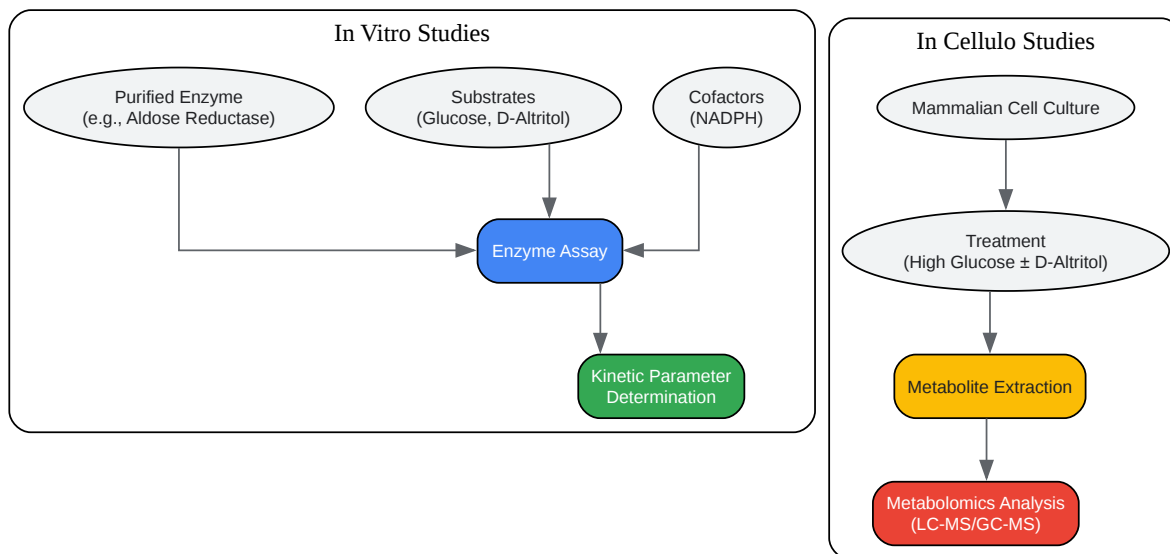 In Vitro Studies
Purified Enzyme
(e.g., Aldose Reductase)
Substrates
(Glucose, D-Altritol)
Cofactors
(NADPH)
Enzyme Assay
Kinetic Parameter
Determination
In Cellulo Studies
Mammalian Cell Culture
Treatment
(High Glucose ± D-Altritol)
Metabolite Extraction
Metabolomics Analysis
(LC-MS/GC-MS)